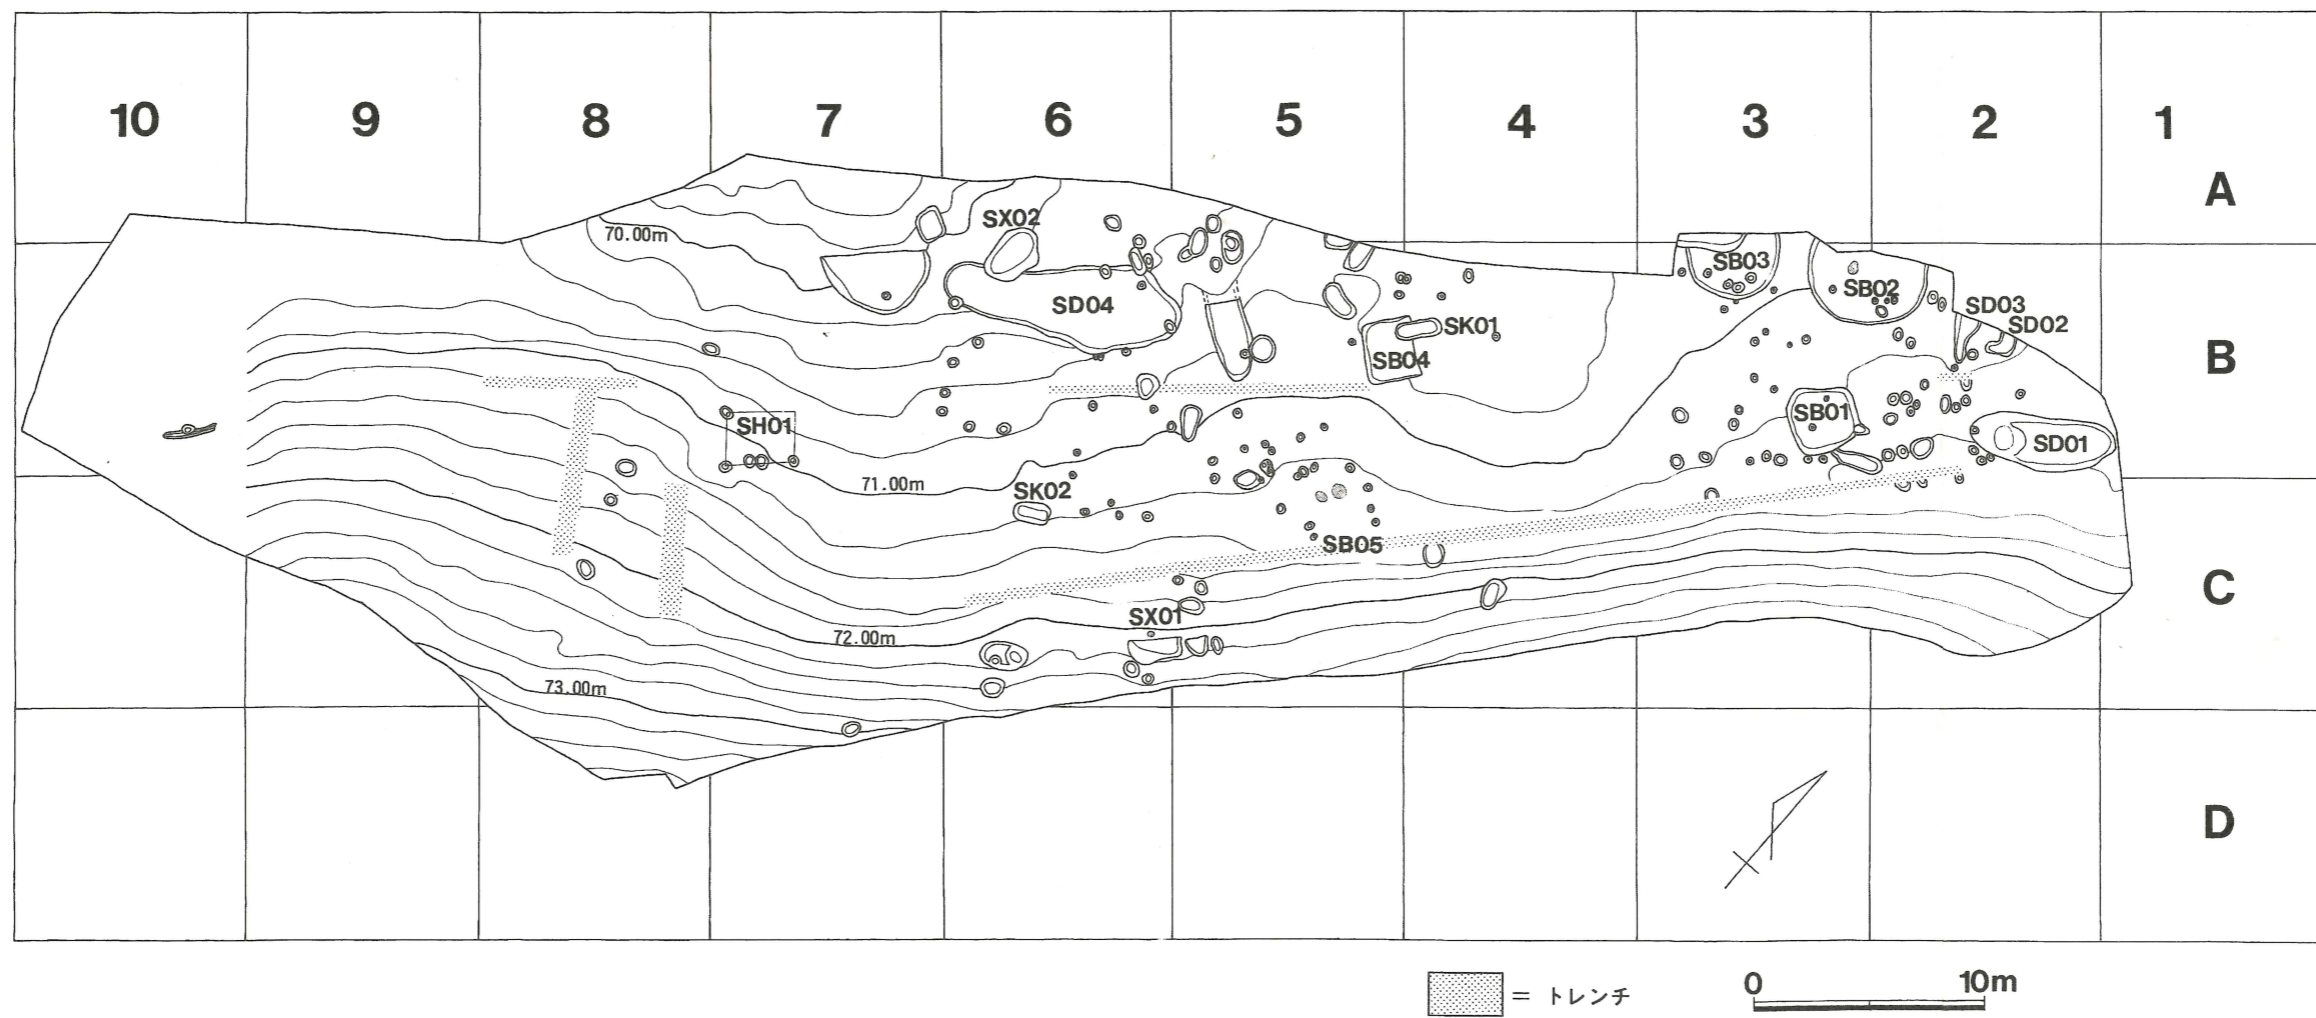 10 9 8 7 6 5 4 3 2 1
A
SX02
70.00m
SB03
SB02
SD04
SD03
SK01
SD02
B
SB04
SB01
SH01
SD01
71.00m
SK02
SB05
C
SX01
72.00m
73.00m
D
0 10m
= トレンチ